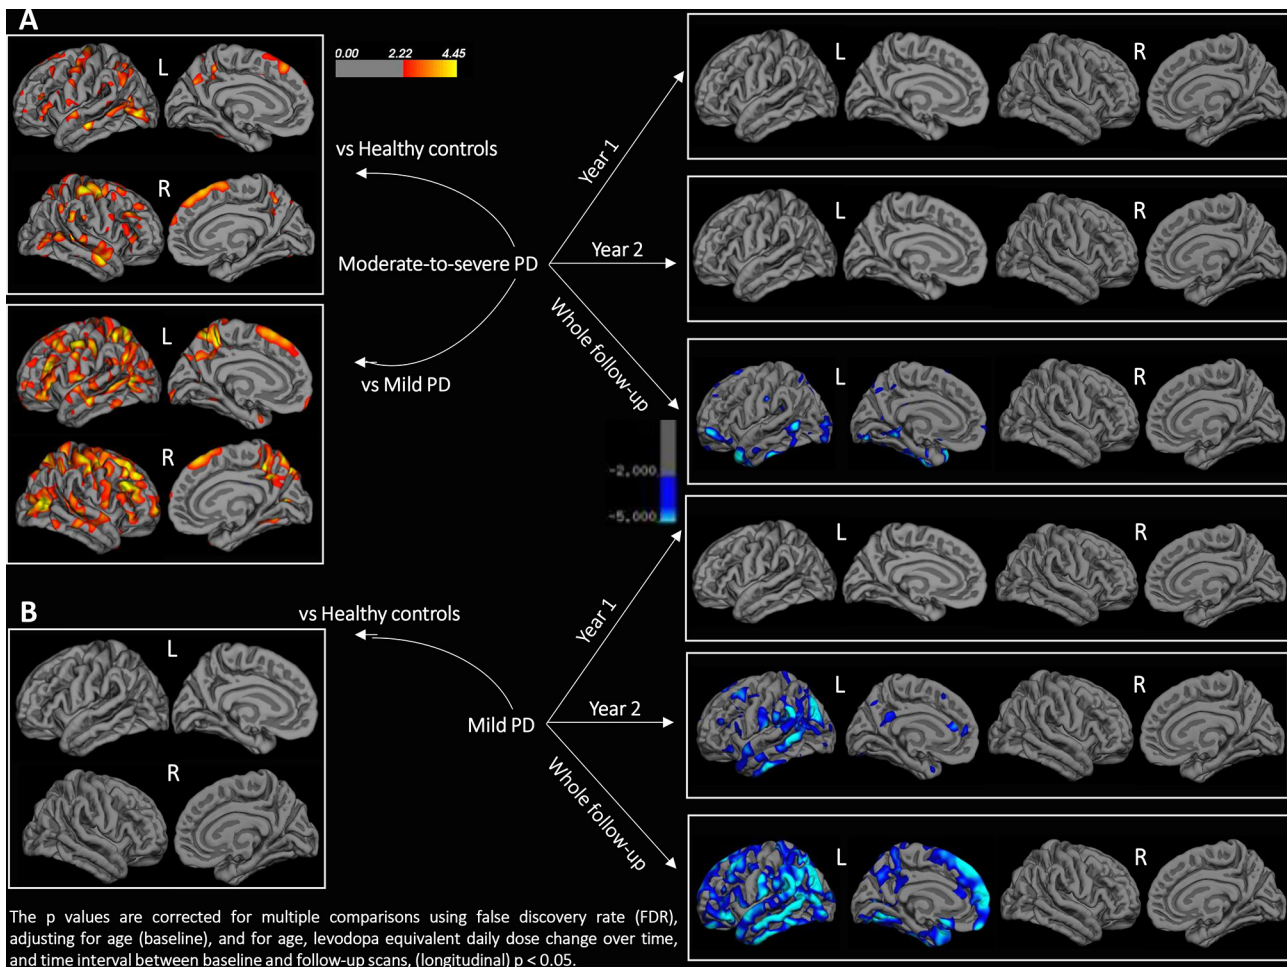 A
L
0.00 2.22 4.45
L
R
vs Healthy controls
Year 1
R
L
R
Moderate-to-severe PD
Year 2
Whole follow-up
L
vs Mild PD
L
R
R
-2.000
-5.000
L
R
B
vs Healthy controls
Year 1
L
Mild PD
Year 2
L
R
R
Whole follow-up
L
R
The p values are corrected for multiple comparisons using false discovery rate (FDR),
adjusting for age (baseline), and for age, levodopa equivalent daily dose change over time,
and time interval between baseline and follow-up scans, (longitudinal) p < 0.05.